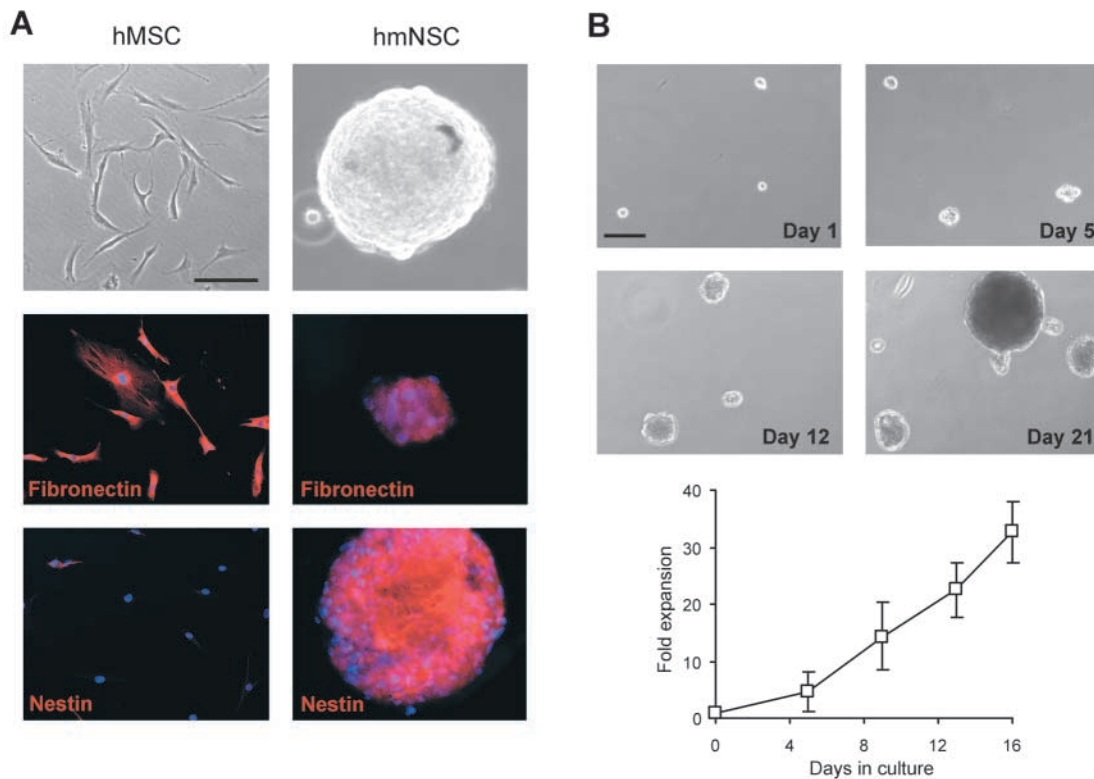 A
hMSC
hmNSC
Fibronectin
Fibronectin
Nestin
Nestin
B
Day 1
Day 5
Day 12
Day 21
40
30
20
10
0
Fold expansion
0 4 8 12 16
Days in culture